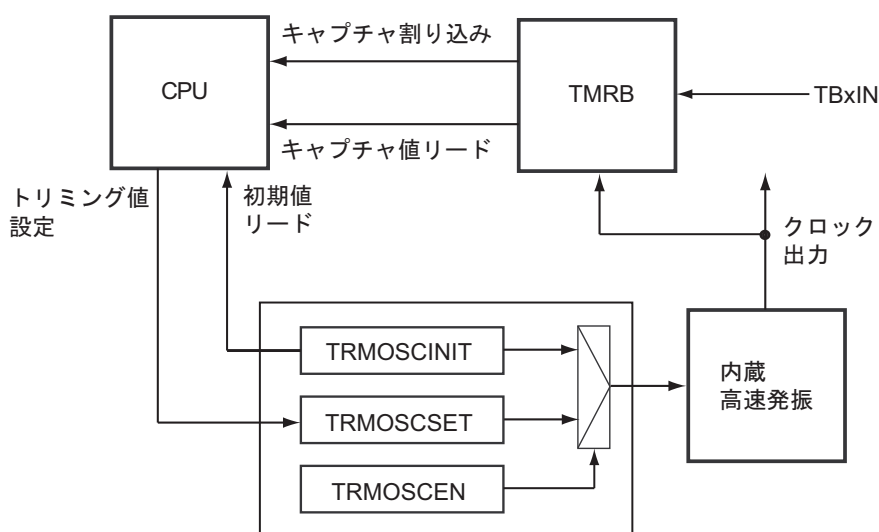 キャプチャ割り込み
CPU
TMRB
TBxIN
キャプチャ値リード
トリミング値
設定
初期値
リード
クロック
出力
TRMOSCINIT
TRMOSCSET
TRMOSCEN
内蔵
高速発振